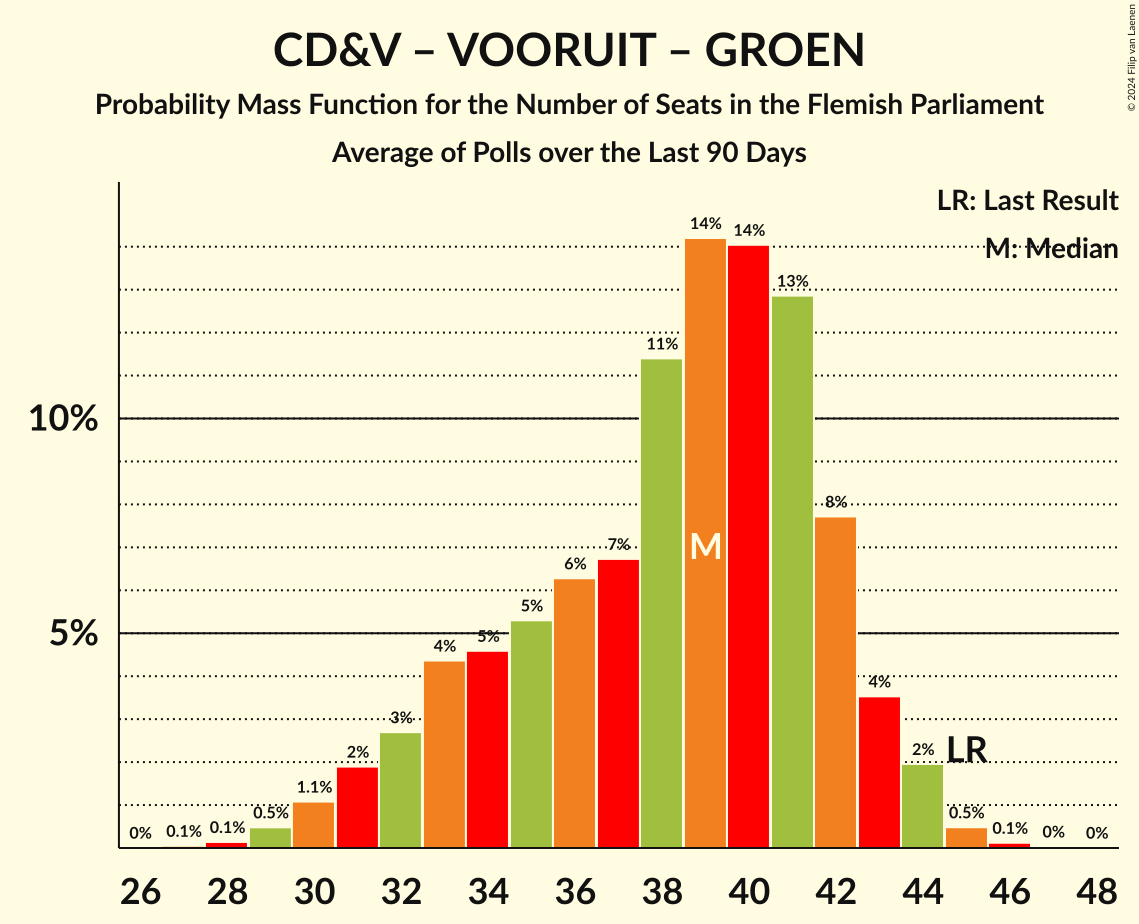 CD&V – VOORUIT – GROEN
Probability Mass Function for the Number of Seats in the Flemish Parliament
Average of Polls over the Last 90 Days
© 2024 Filip van Laenen
LR: Last Result
M: Median
10%
5%
0%
0.1%
0.1%
0.5%
1.1%
2%
3%
4%
5%
5%
6%
7%
11%
14%
14%
13%
8%
4%
2%
0.5%
0.1%
0%
0%
M
LR
26 28 30 32 34 36 38 40 42 44 46 48